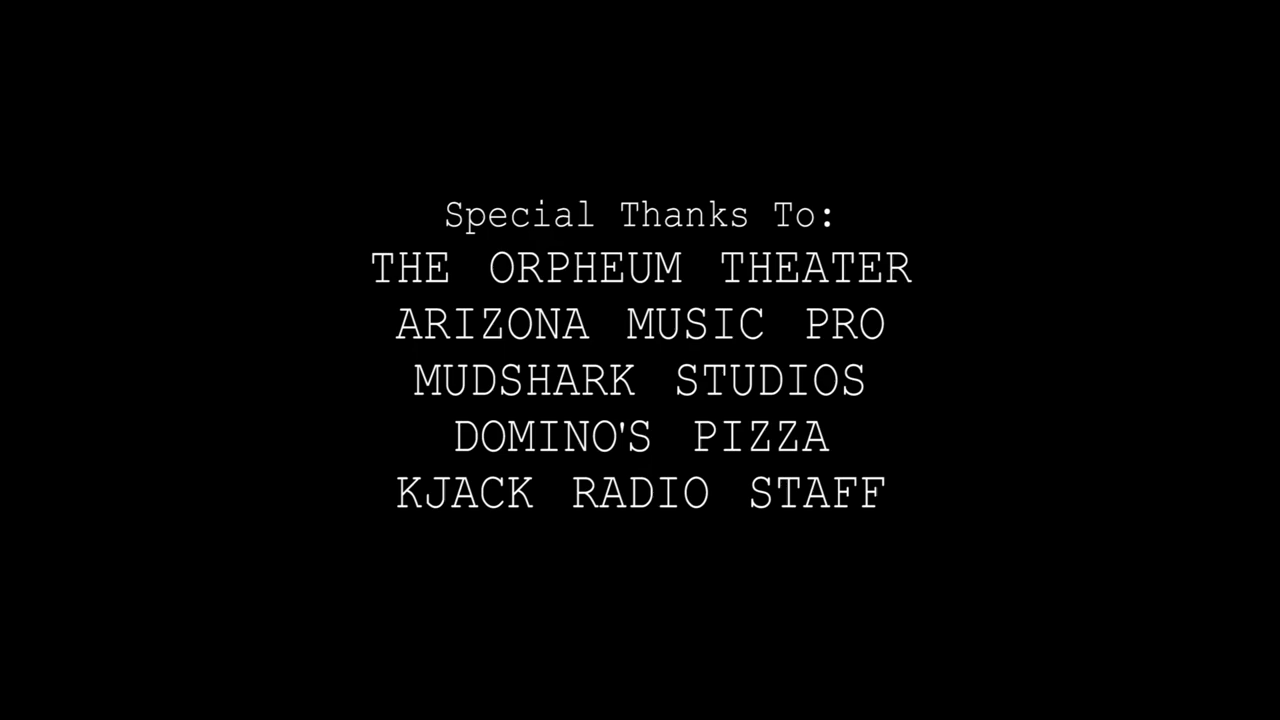 Special Thanks To:
THE ORPHEUM THEATER
ARIZONA MUSIC PRO
MUDSHARK STUDIOS
DOMINO'S PIZZA
KJACK RADIO STAFF